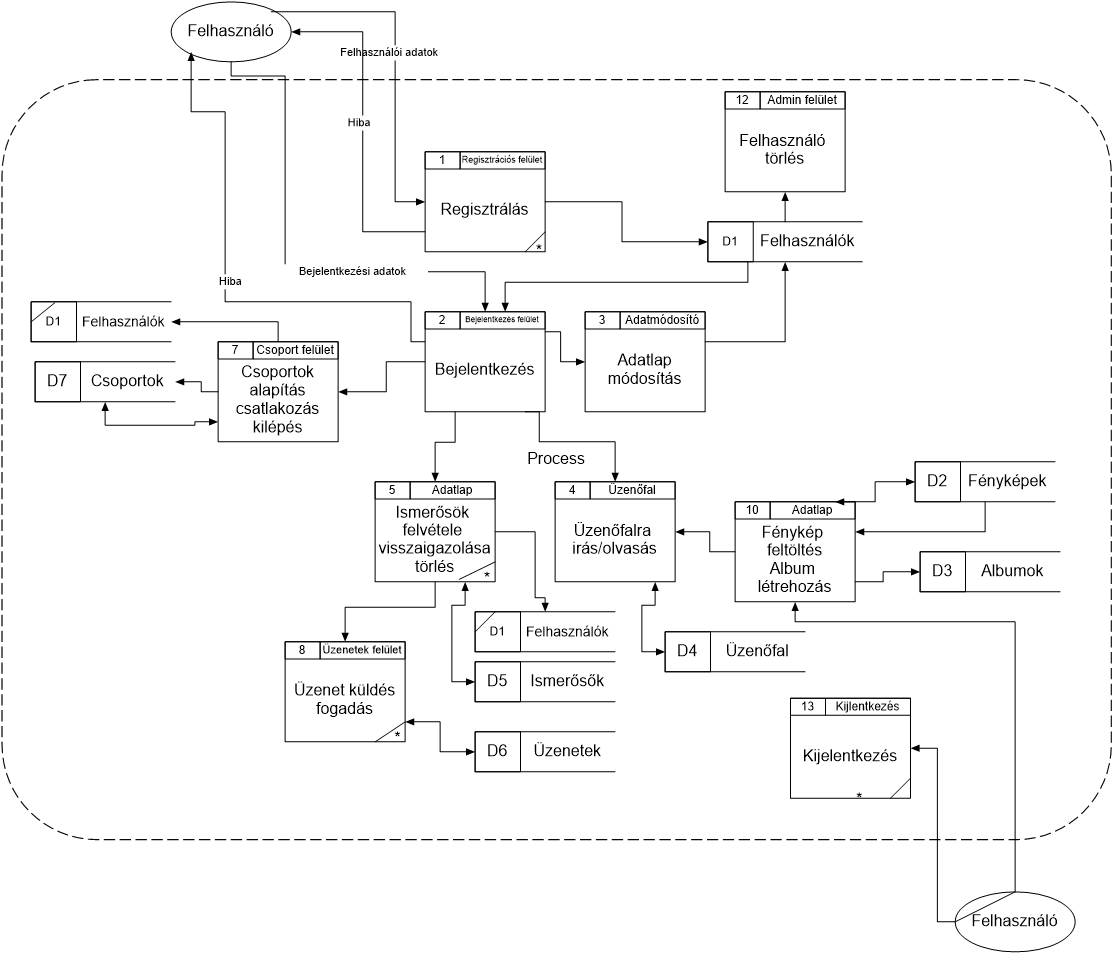 Felhasználó
Felhasználói adatok
Hiba
12 Admin felület
Felhasználó
törlés
1 Regisztrációs felület
Regisztrálás
*
D1 Felhasználók
Bejelentkezési adatok
Hiba
2 Bejelentkezés felület
Bejelentkezés
3 Adatmódosító
Adatlap
módosítás
D1 Felhasználók
7 Csoport felület
Csoportok
alapítás
csatlakozás
kilépés
D7 Csoportok
Process
5 Adatlap
Ismerősök
felvétele
visszaigazolása
törlés
*
4 Üzenőfal
Üzenőfalra
irás/olvasás
D2 Fényképek
10 Adatlap
Fénykép
feltöltés
Album
létrehozás
D3 Albumok
D1 Felhasználók
D4 Üzenőfal
8 Üzenetek felület
Üzenet küldés
fogadás
*
D5 Ismerősők
D6 Üzenetek
13 Kijlentkezés
Kijelentkezés
*
Felhasználó